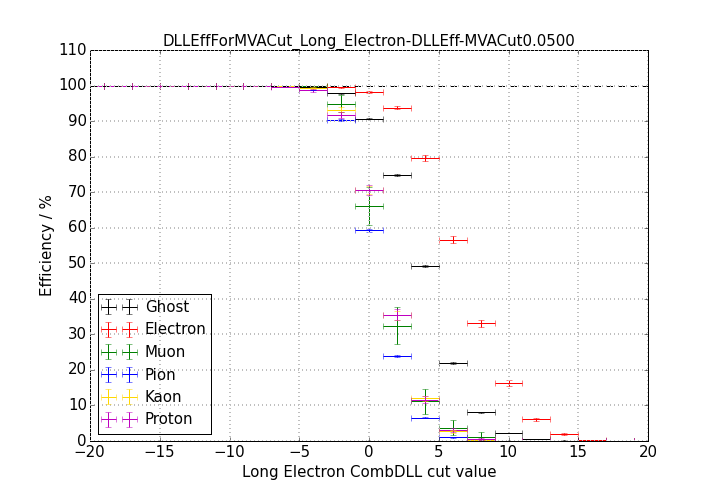 DLLEffForMVACut_Long_Electron-DLLEff-MVACut0.0500
110
100
90
80
70
60
50
40
30
20
10
0
Efficiency / %
Ghost
Electron
Muon
Pion
Kaon
Proton
−20 −15 −10 −5 0 5 10 15 20
Long Electron CombDLL cut value